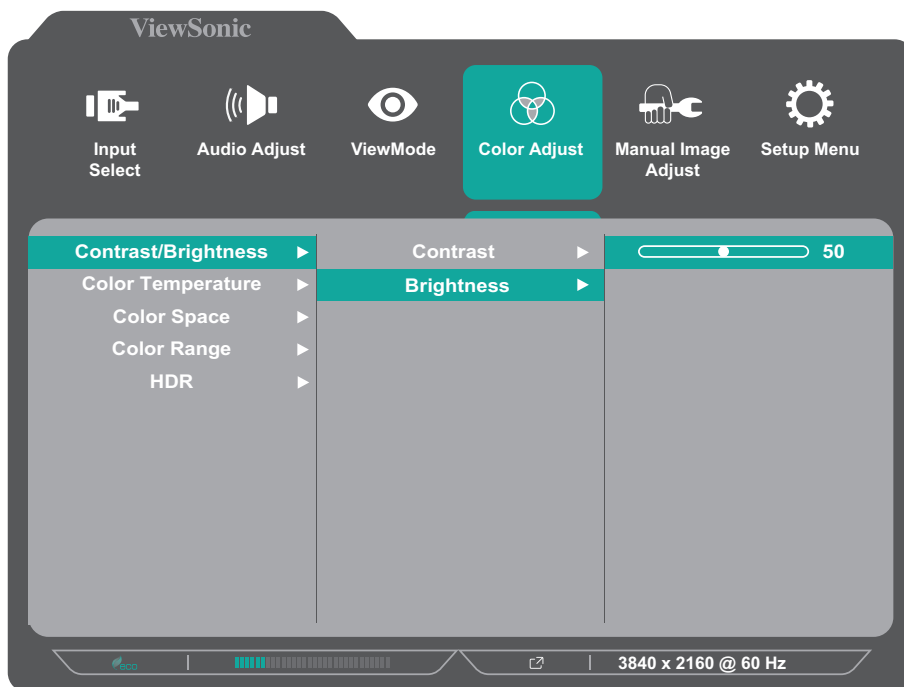 ViewSonic
Input
Select
Audio Adjust
ViewMode
Color Adjust
Manual Image
Adjust
Setup Menu
Contrast/Brightness
Contrast
50
Color Temperature
Brightness
Color Space
Color Range
HDR
eco
3840 x 2160 @ 60 Hz